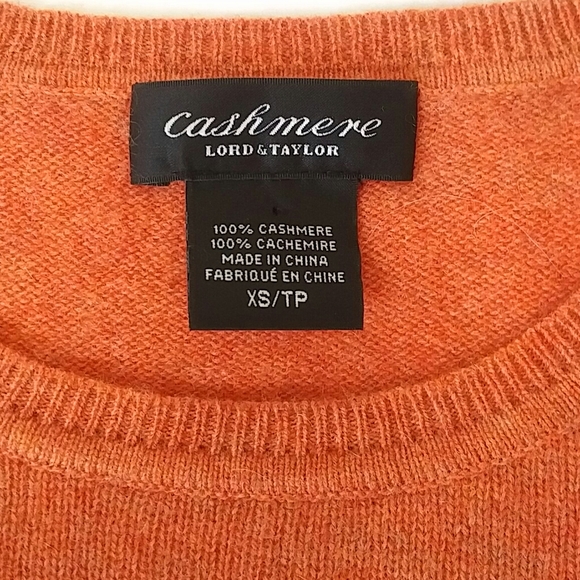 cashmere
LORD & TAYLOR
100% CASHMERE
100% CACHEMIRE
MADE IN CHINA
FABRIQUÉ EN CHINE
XS/TP